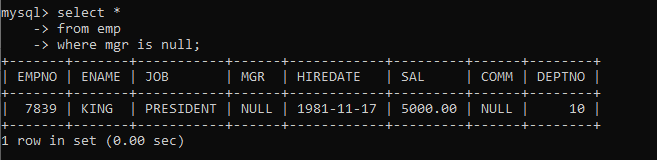 mysql> select *
    -> from emp
    -> where mgr is null;
+-------+-------+-----------+------+------------+---------+------+--------+
| EMPNO | ENAME | JOB       | MGR  | HIREDATE   | SAL     | COMM | DEPTNO |
+-------+-------+-----------+------+------------+---------+------+--------+
|  7839 | KING  | PRESIDENT | NULL | 1981-11-17 | 5000.00 | NULL |     10 |
+-------+-------+-----------+------+------------+---------+------+--------+
1 row in set (0.00 sec)